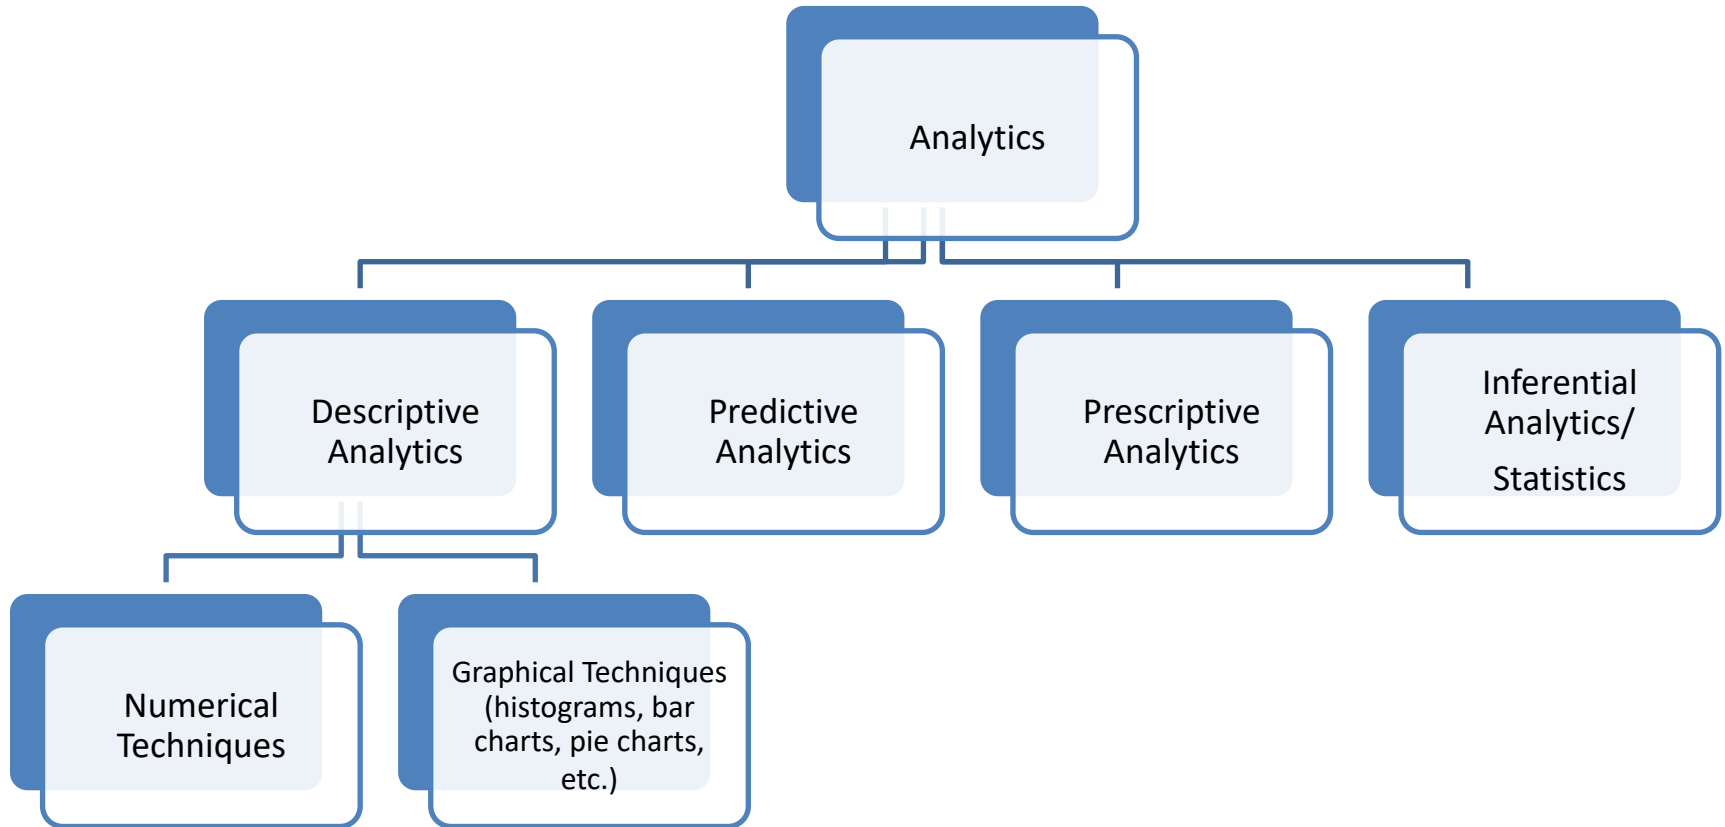 Analytics
Descriptive
Analytics
Predictive
Analytics
Prescriptive
Analytics
Inferential
Analytics/
Statistics
Numerical
Techniques
Graphical Techniques
(histograms, bar
charts, pie charts,
etc.)